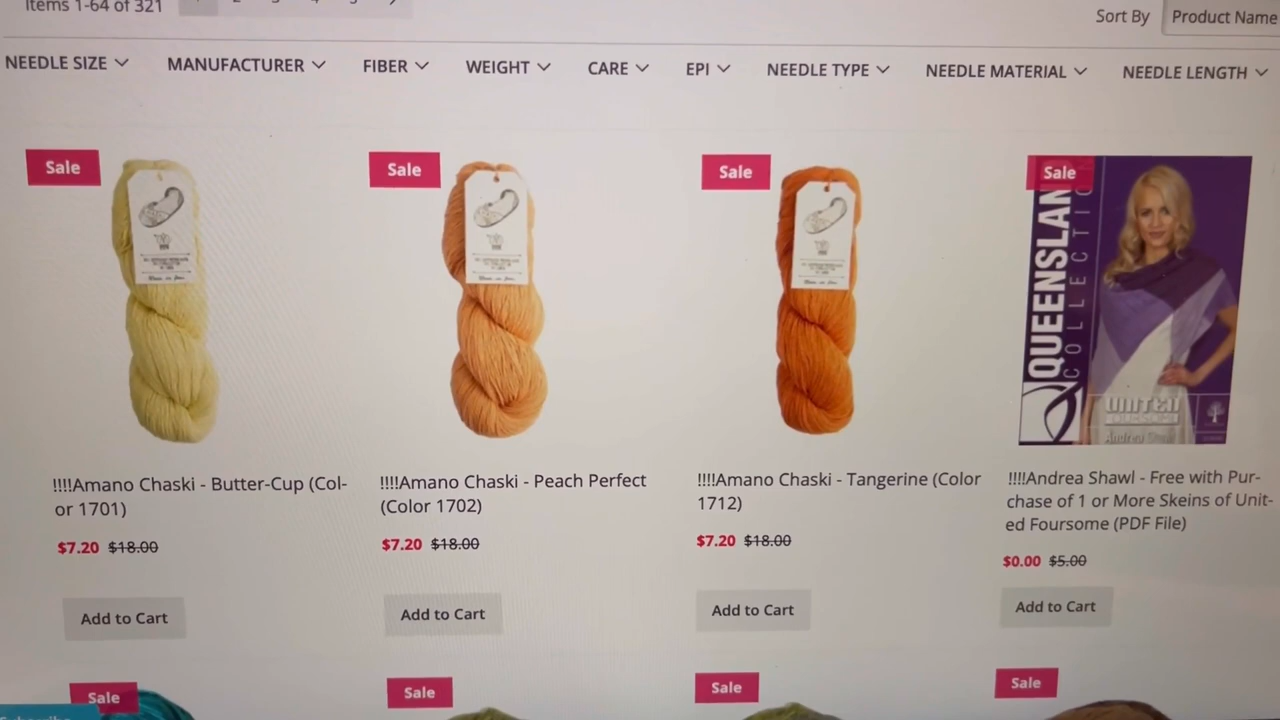 Items 1-64 of 321
Sort By Product Name
NEEDLE SIZE MANUFACTURER FIBER WEIGHT CARE EPI NEEDLE TYPE NEEDLE MATERIAL NEEDLE LENGTH
Sale
Sale
Sale
Sale
QUEENSLAN
COLLECTIO
UNITED
!!!!Amano Chaski - Butter-Cup (Col-
or 1701)
$7.20 $18.00
Add to Cart
!!!!Amano Chaski - Peach Perfect
(Color 1702)
$7.20 $18.00
Add to Cart
!!!!Amano Chaski - Tangerine (Color
1712)
$7.20 $18.00
Add to Cart
!!!!Andrea Shawl - Free with Pur-
chase of 1 or More Skeins of Unit-
ed Foursome (PDF File)
$0.00 $5.00
Add to Cart
Sale
Sale
Sale
Sale
Subscribe